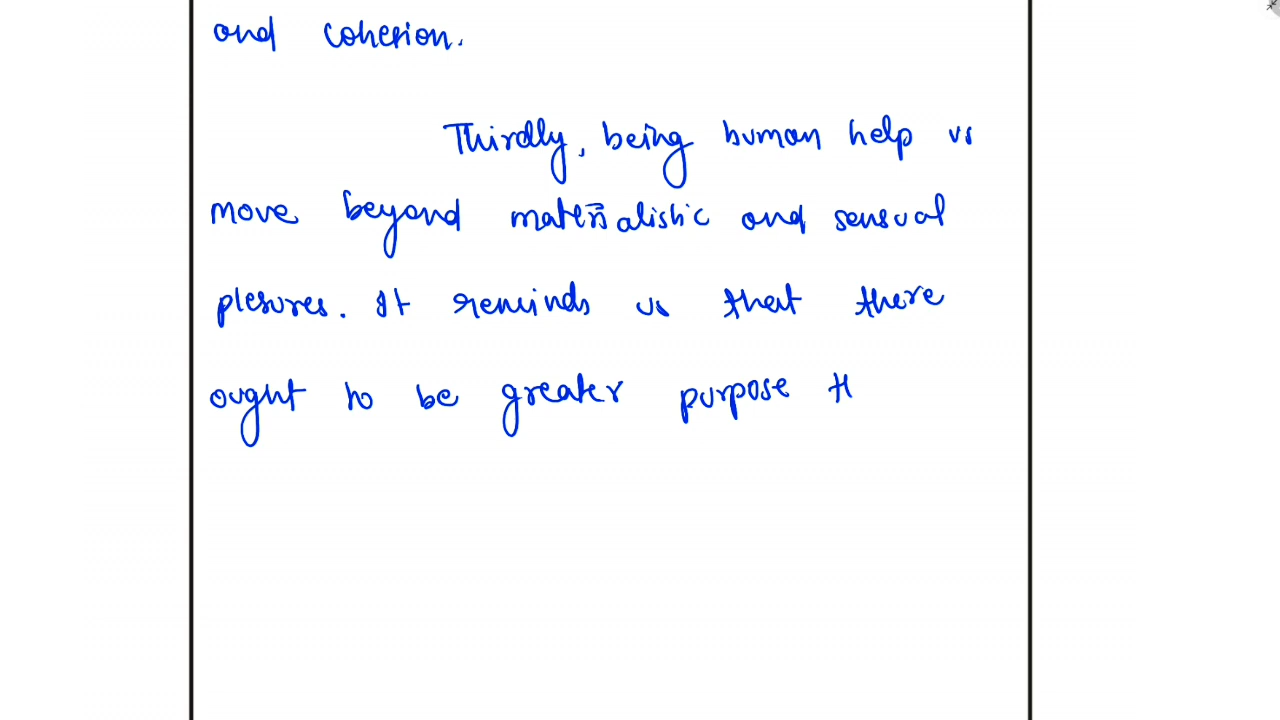 and cohesion.
Thirdly, being human help us
move beyond materialistic and sensual
plesures. It reminds us that there
ought to be greater purpose th